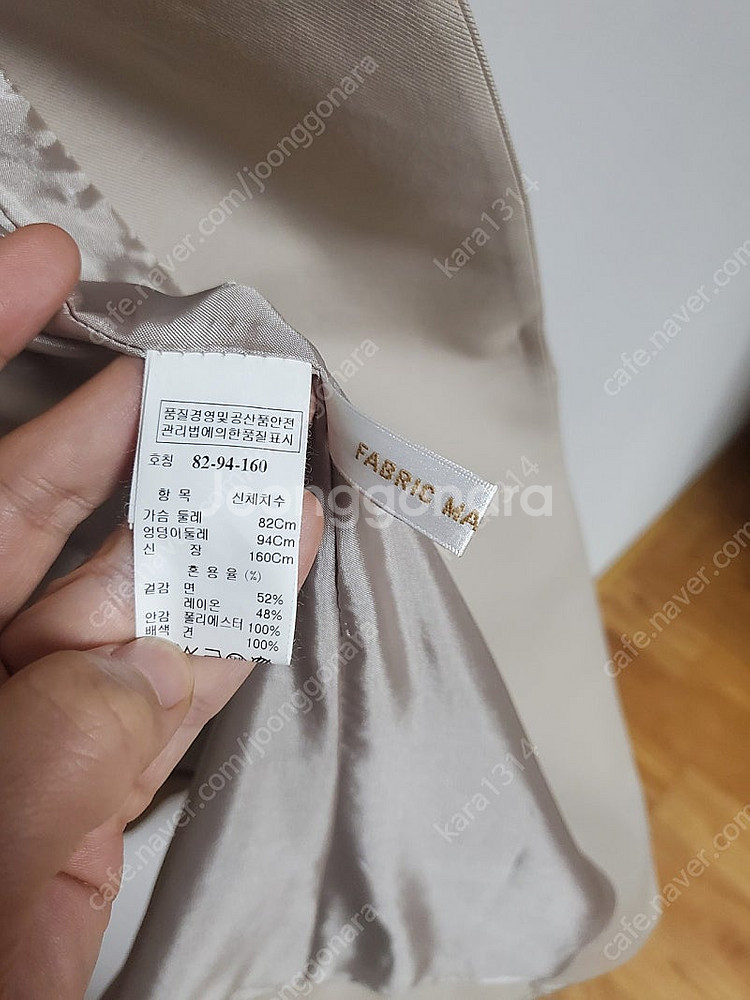 품질경영및공산품안전
관리법에의한품질표시
호칭 82-94-160
항 목 신체치수
가슴 둘레 82Cm
엉덩이둘레 94Cm
신 장 160Cm
혼 용 율 (%)
겉감 면 52%
레이온 48%
안감 폴리에스터 100%
배색 견 100%
FABRIC MA
Joonggonara
cafe.naver.com/joonggonara
kara1314